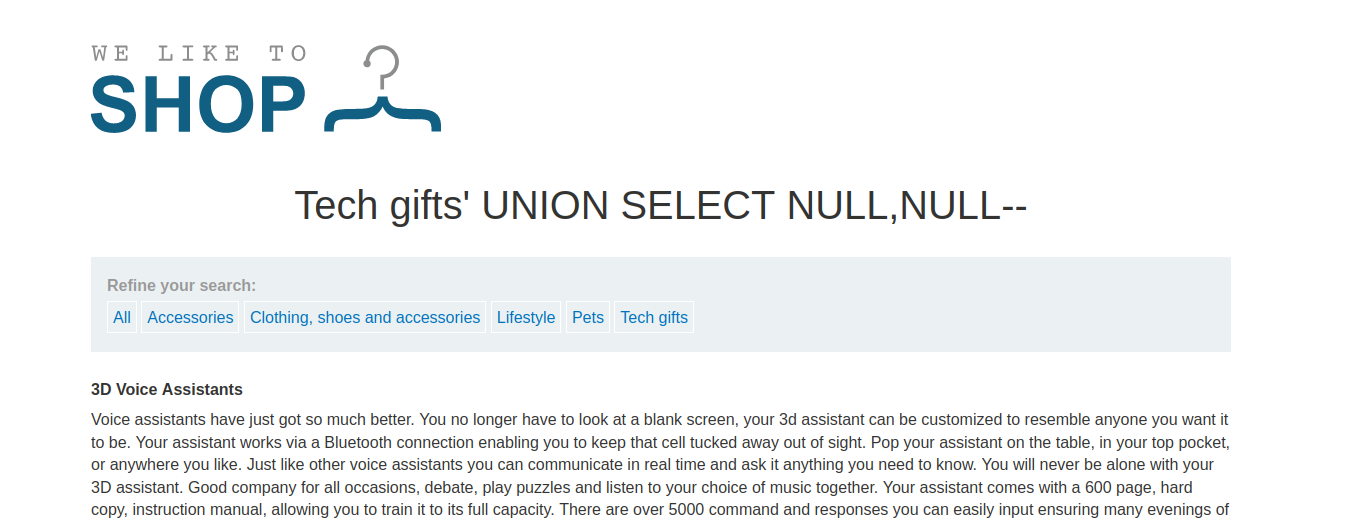 WE LIKE TO
SHOP
Tech gifts' UNION SELECT NULL,NULL--
Refine your search:
All Accessories Clothing, shoes and accessories Lifestyle Pets Tech gifts
3D Voice Assistants
Voice assistants have just got so much better. You no longer have to look at a blank screen, your 3d assistant can be customized to resemble anyone you want it
to be. Your assistant works via a Bluetooth connection enabling you to keep that cell tucked away out of sight. Pop your assistant on the table, in your top pocket,
or anywhere you like. Just like other voice assistants you can communicate in real time and ask it anything you need to know. You will never be alone with your
3D assistant. Good company for all occasions, debate, play puzzles and listen to your choice of music together. Your assistant comes with a 600 page, hard
copy, instruction manual, allowing you to train it to its full capacity. There are over 5000 command and responses you can easily input ensuring many evenings of